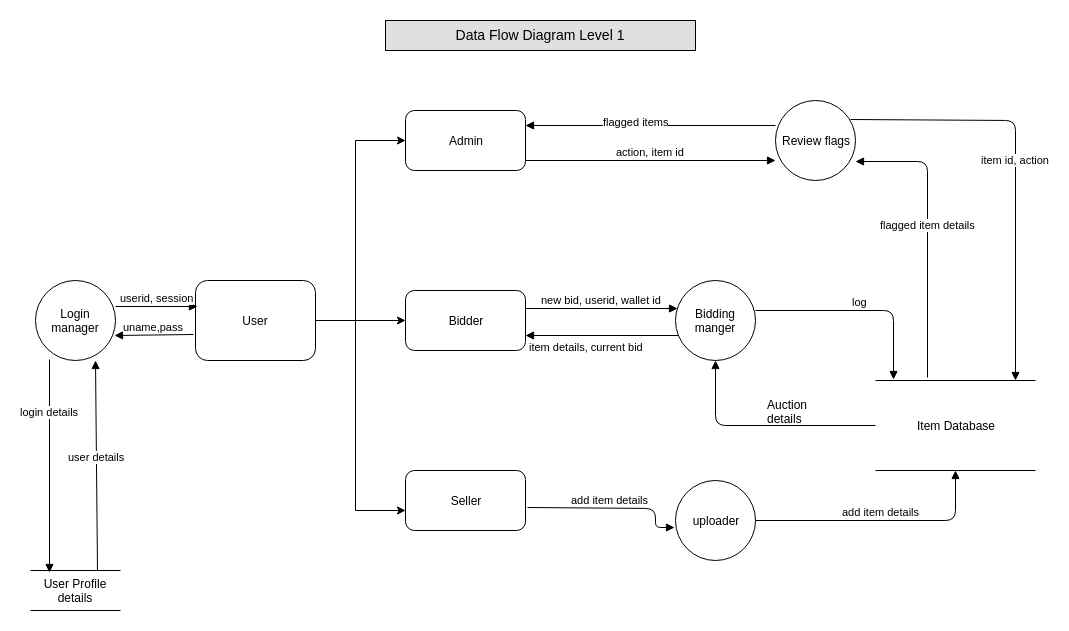 Data Flow Diagram Level 1
flagged items
Admin
Review flags
action, item id
item id, action
flagged item details
userid, session
new bid, userid, wallet id
log
Login
manager
User
Bidder
Bidding
manger
uname,pass
item details, current bid
login details
Auction
details
Item Database
user details
Seller
add item details
uploader
add item details
User Profile
details